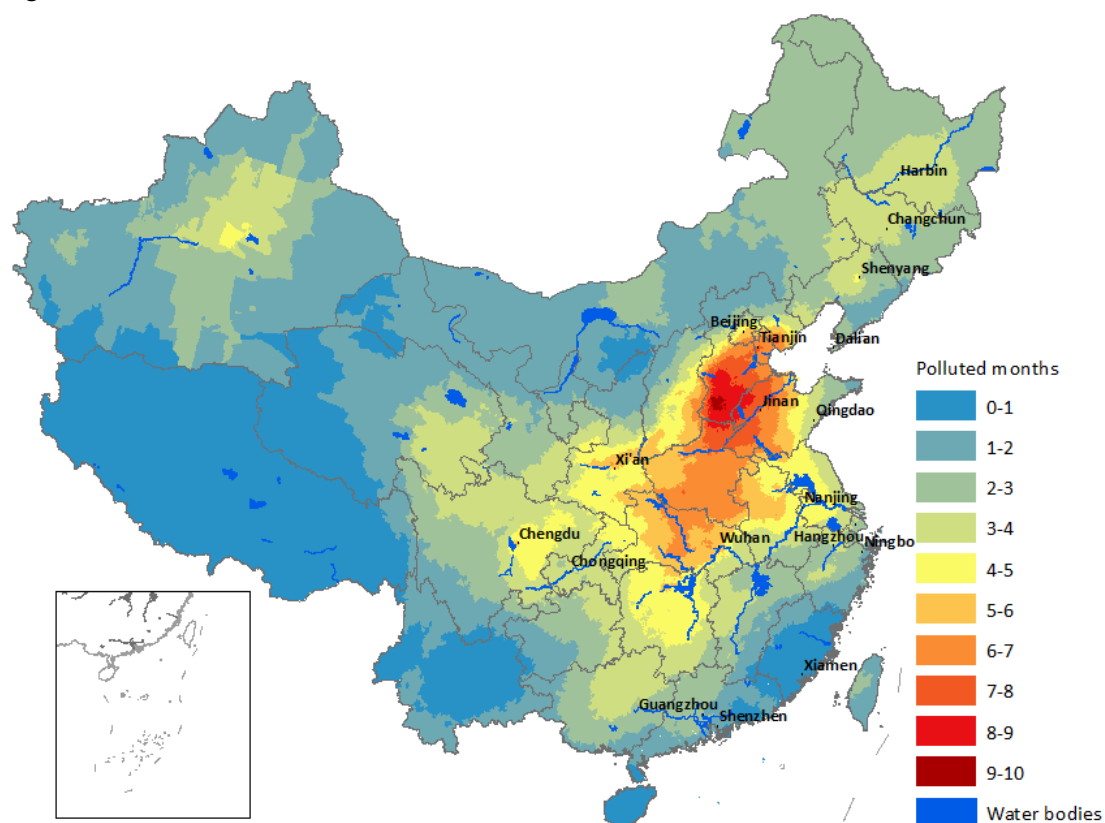 Harbin
Changchun
Shenyang
Beijing
Tianjin
Dalian
Jinan
Qingdao
Xi'an
Nanjing
Chengdu
Wuhan
Hangzhou
Ningbo
Chongqing
Xiamen
Guangzhou
Shenzhen
Polluted months
0-1
1-2
2-3
3-4
4-5
5-6
6-7
7-8
8-9
9-10
Water bodies